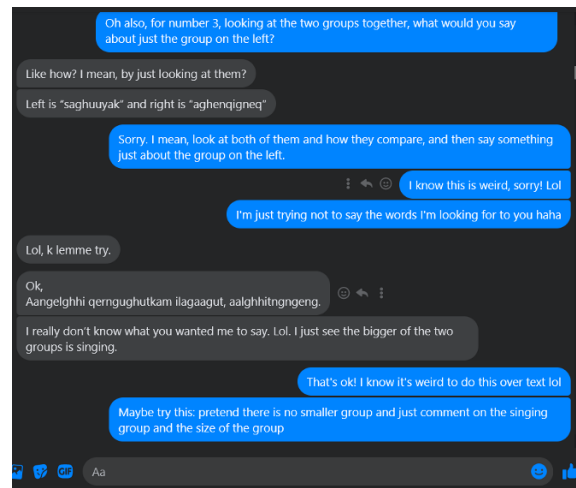 Oh also, for number 3, looking at the two groups together, what would you say
about just the group on the left?
Like how? I mean, by just looking at them?
Left is “saghuuyak” and right is “aghenqigneq”
Sorry. I mean, look at both of them and how they compare, and then say something
just about the group on the left.
I know this is weird, sorry! Lol
I'm just trying not to say the words I'm looking for to you haha
Lol, k lemme try.
Ok,
Aangelghhi qerngughutkam ilagaagut, aalghhitngngeng.
I really don’t know what you wanted me to say. Lol. I just see the bigger of the two
groups is singing.
That's ok! I know it's weird to do this over text lol
Maybe try this: pretend there is no smaller group and just comment on the singing
group and the size of the group
GIF
Aa